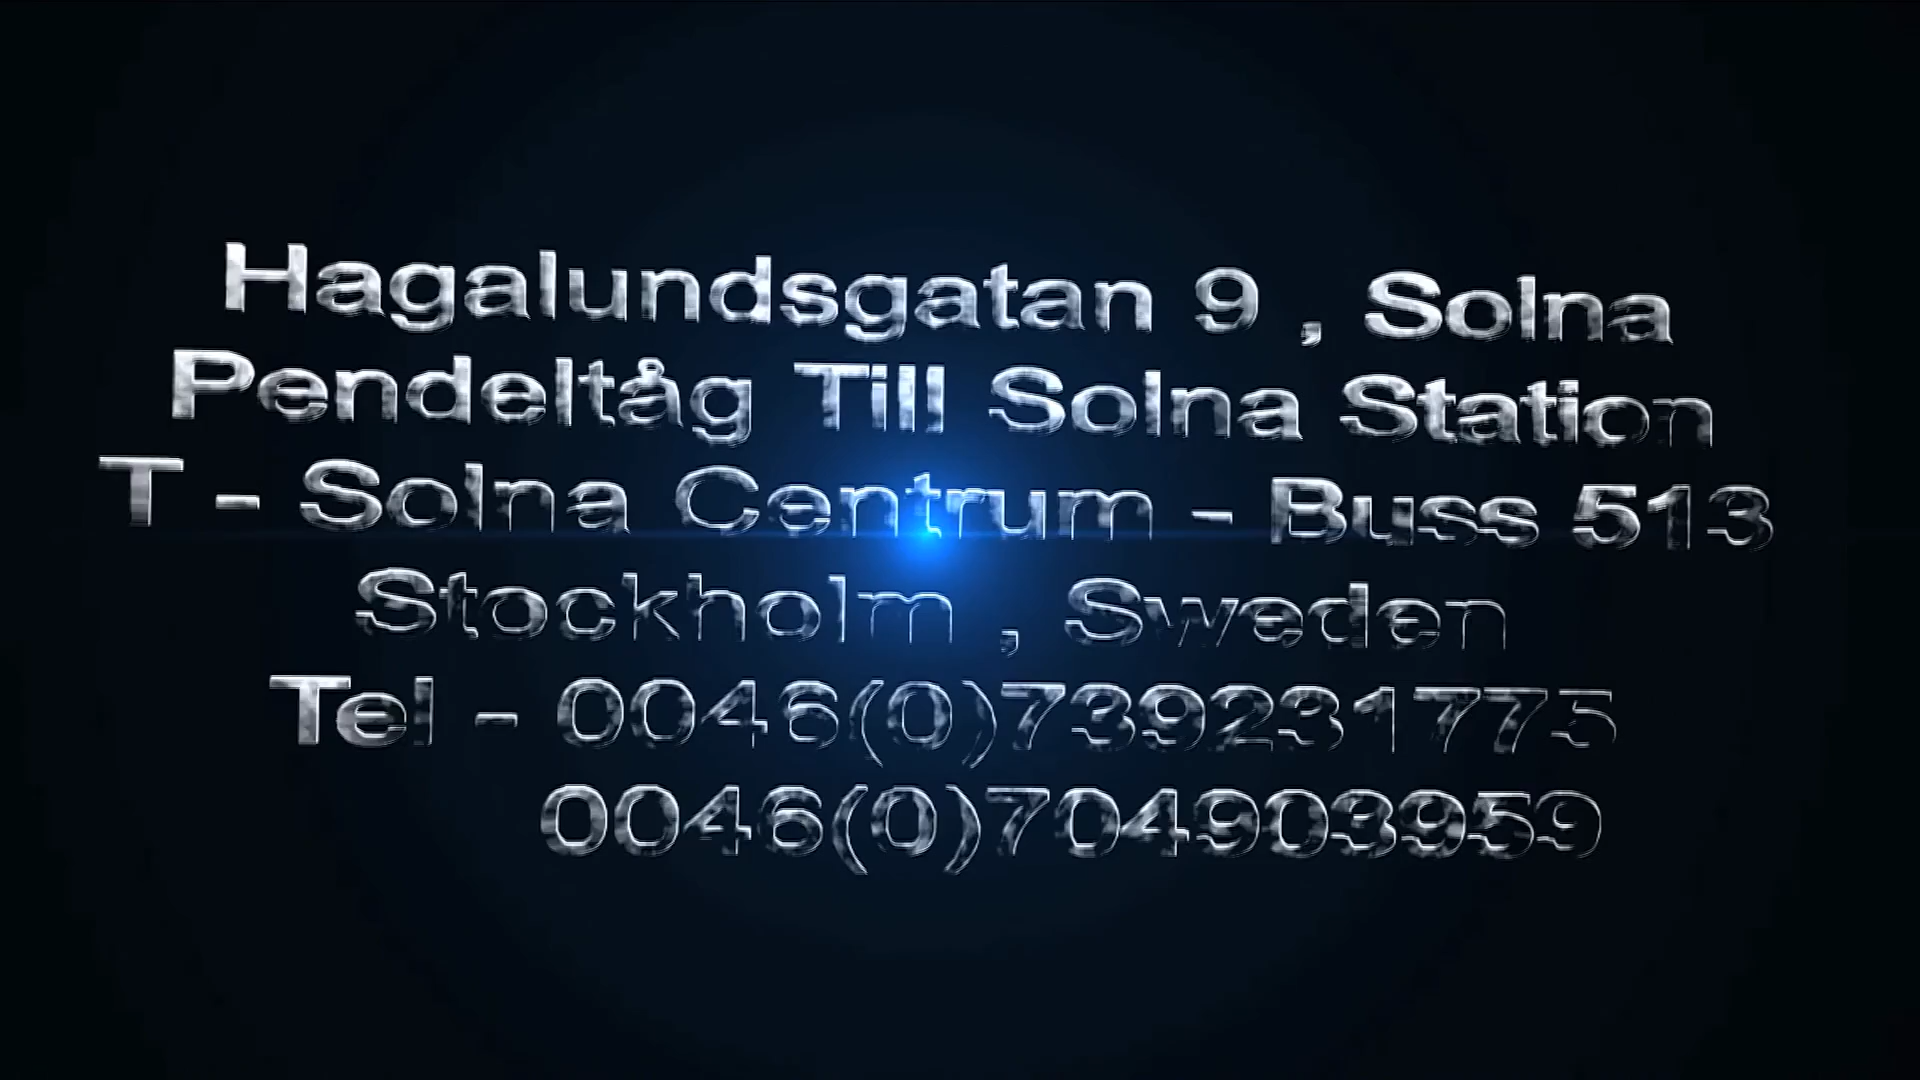 Hagalundsgatan 9 , Solna
Pendeltåg Till Solna Station
T - Solna Centrum - Buss 513
Stockholm , Sweden
Tel - 0046(0)739231775
0046(0)704903959